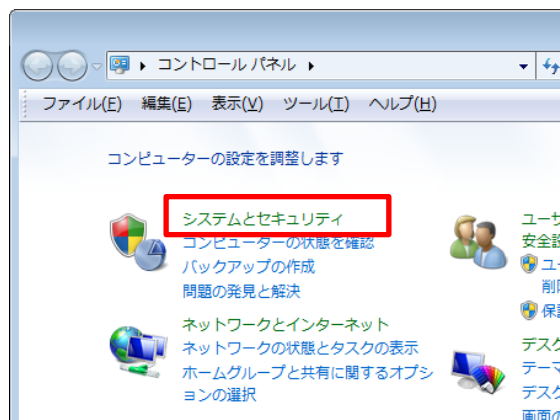 コントロール パネル
ファイル(F) 編集(E) 表示(V) ツール(T) ヘルプ(H)
コンピューターの設定を調整します
システムとセキュリティ
コンピューターの状態を確認
バックアップの作成
問題の発見と解決
ネットワークとインターネット
ネットワークの状態とタスクの表示
ホームグループと共有に関するオプシ
ョンの選択
ユーサ
安全設
ユー
削除
保護
デスク
テーマ
デスク
画面の